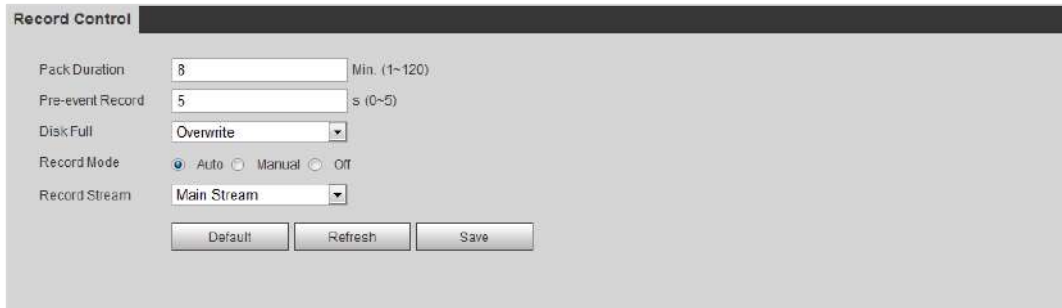 Record Control
Pack Duration 8 Min. (1~120)
Pre-event Record 5 s (0~5)
Disk Full Overwrite
Record Mode Auto Manual Off
Record Stream Main Stream
Default Refresh Save